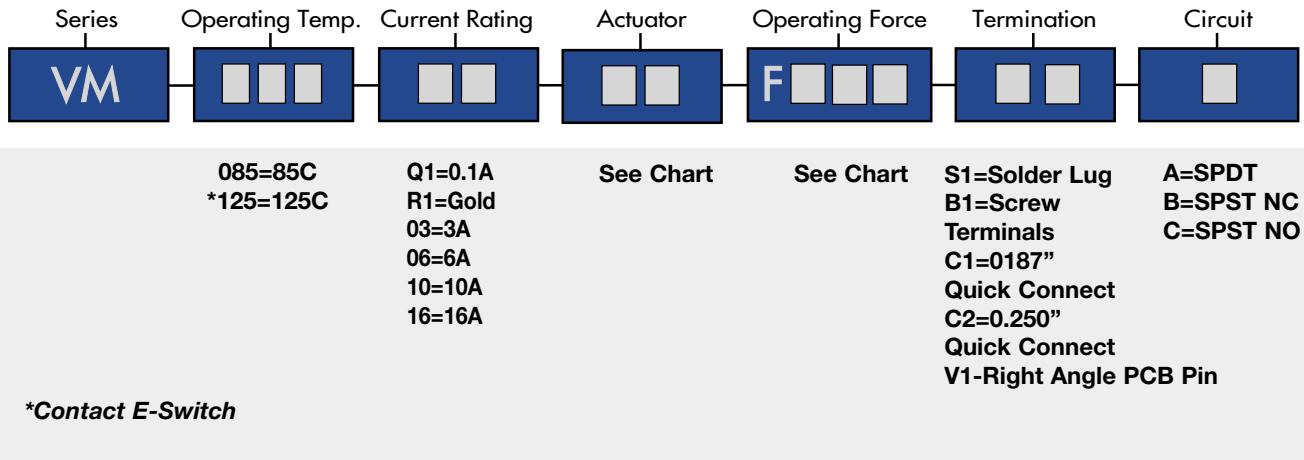 Series
Operating Temp.
Current Rating
Actuator
Operating Force
Termination
Circuit
VM
F
085=85C
*125=125C
Q1=0.1A
R1=Gold
03=3A
06=6A
10=10A
16=16A
See Chart
See Chart
S1=Solder Lug
B1=Screw
Terminals
C1=0187”
Quick Connect
C2=0.250”
Quick Connect
V1-Right Angle PCB Pin
A=SPDT
B=SPST NC
C=SPST NO
*Contact E-Switch